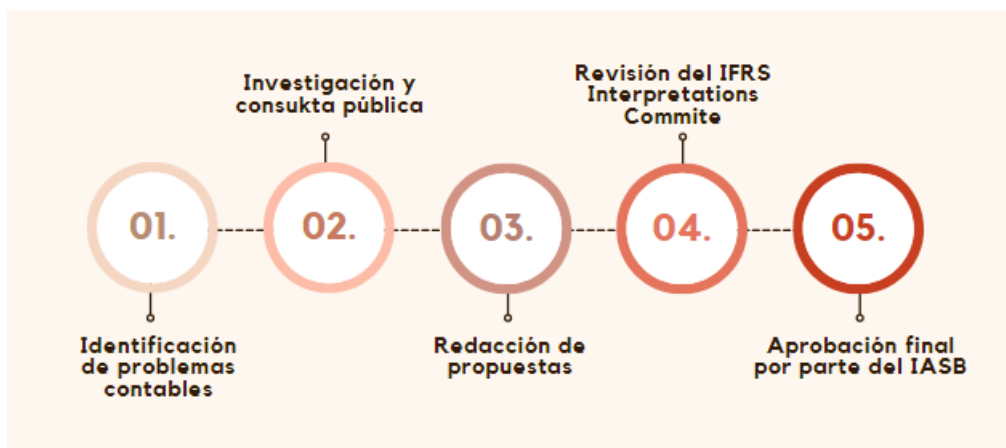 01.
Identificación
de problemas
contables
Investigación y
consukta pública
02.
03.
Redacción de
propuestas
Revisión del IFRS
Interpretations
Commite
04.
05.
Aprobación final
por parte del IASB